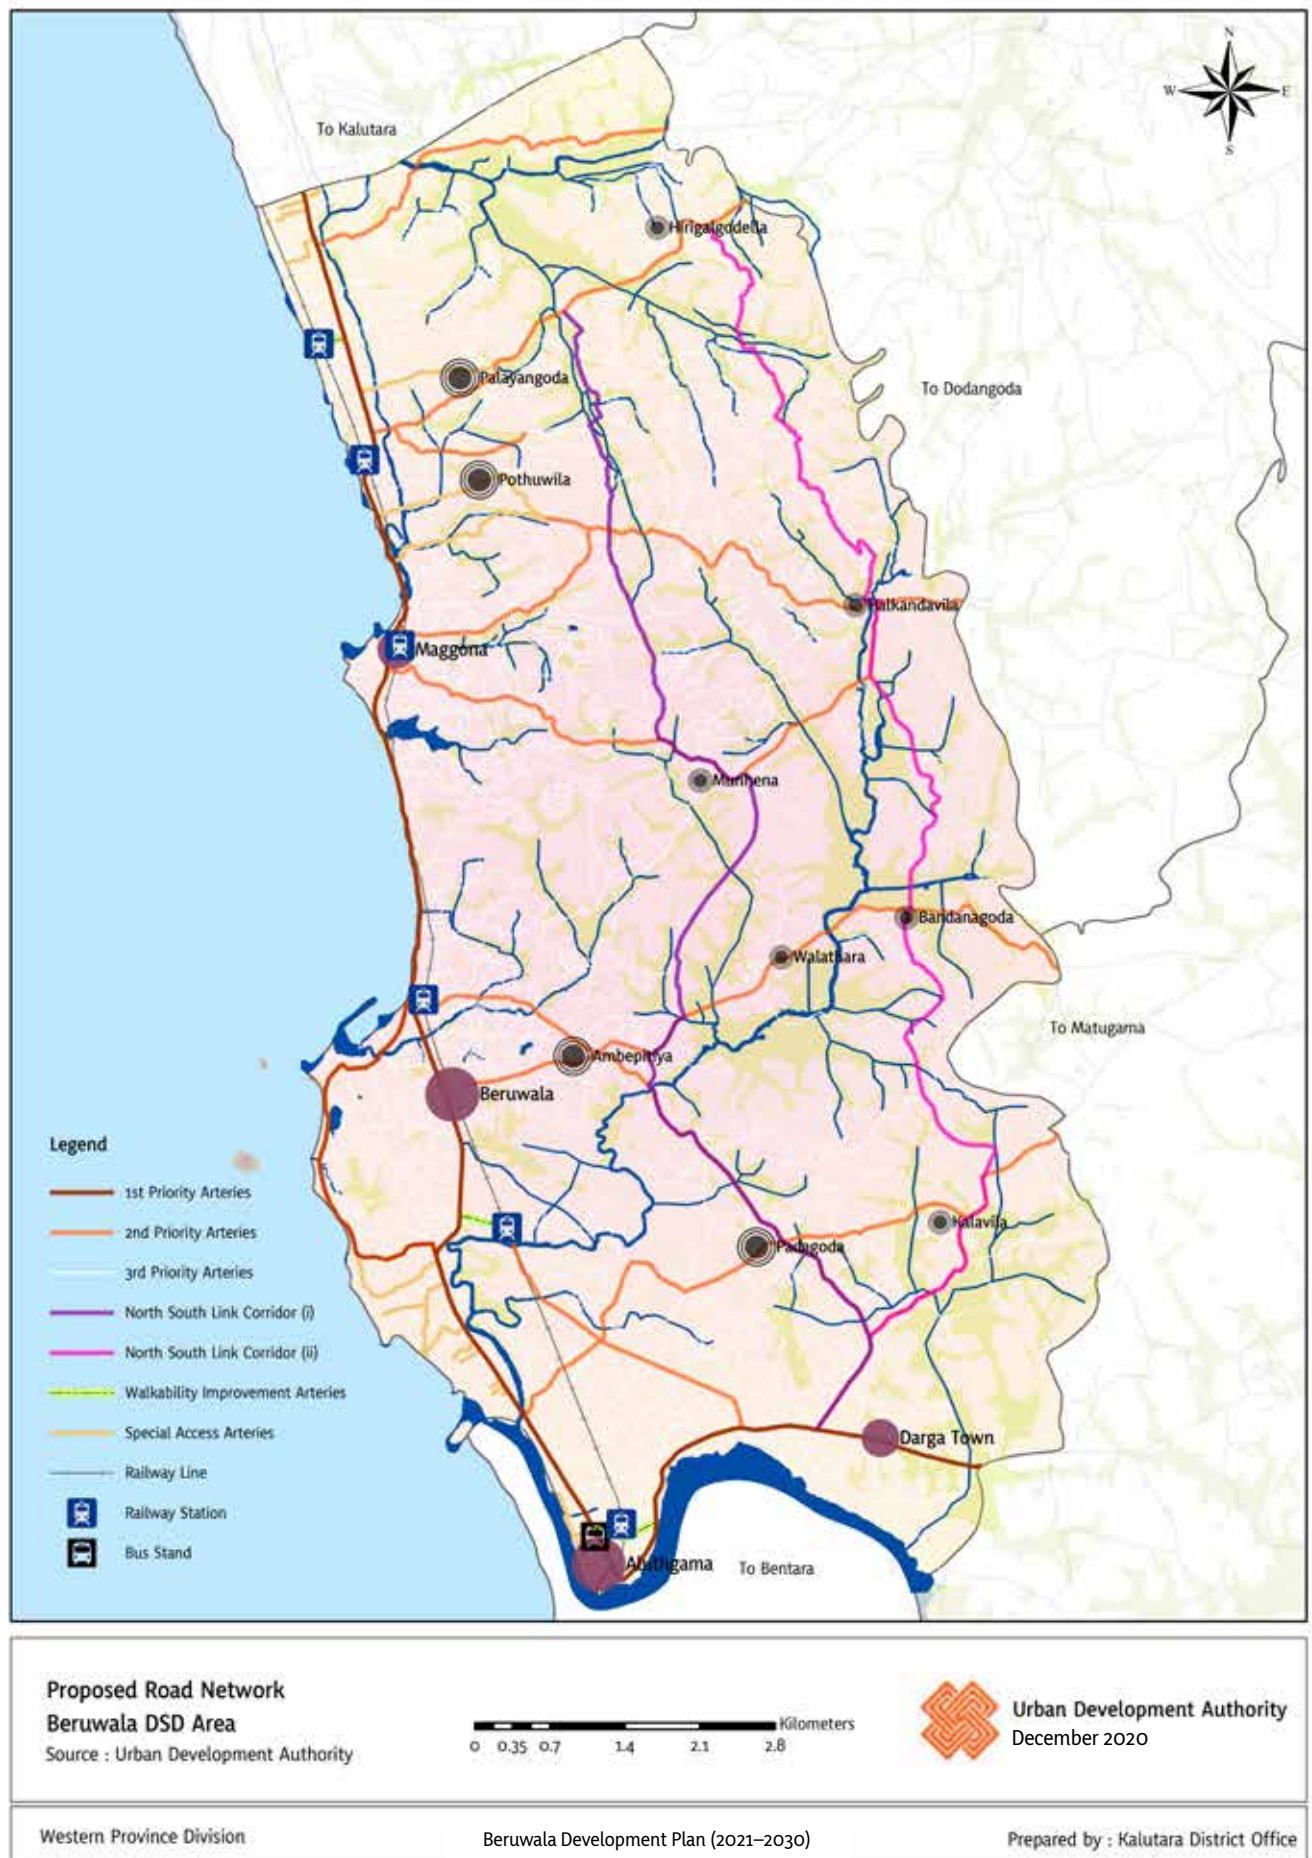 N
W
E
S
To Kalutara
Hirigalgodella
Palayangoda
To Dodangoda
Pothuwila
Halkandavila
Maggona
Munhena
Bandanagoda
Walathara
To Matugama
Ambepitiya
Beruwala
Kalavila
Padagoda
Darga Town
Aluthgama
To Bentara
Legend
1st Priority Arteries
2nd Priority Arteries
3rd Priority Arteries
North South Link Corridor (i)
North South Link Corridor (ii)
Walkability Improvement Arteries
Special Access Arteries
Railway Line
Railway Station
Bus Stand
Proposed Road Network
Beruwala DSD Area
Source : Urban Development Authority
Kilometers
0 0.35 0.7 1.4 2.1 2.8
Urban Development Authority
December 2020
Western Province Division
Beruwala Development Plan (2021–2030)
Prepared by : Kalutara District Office